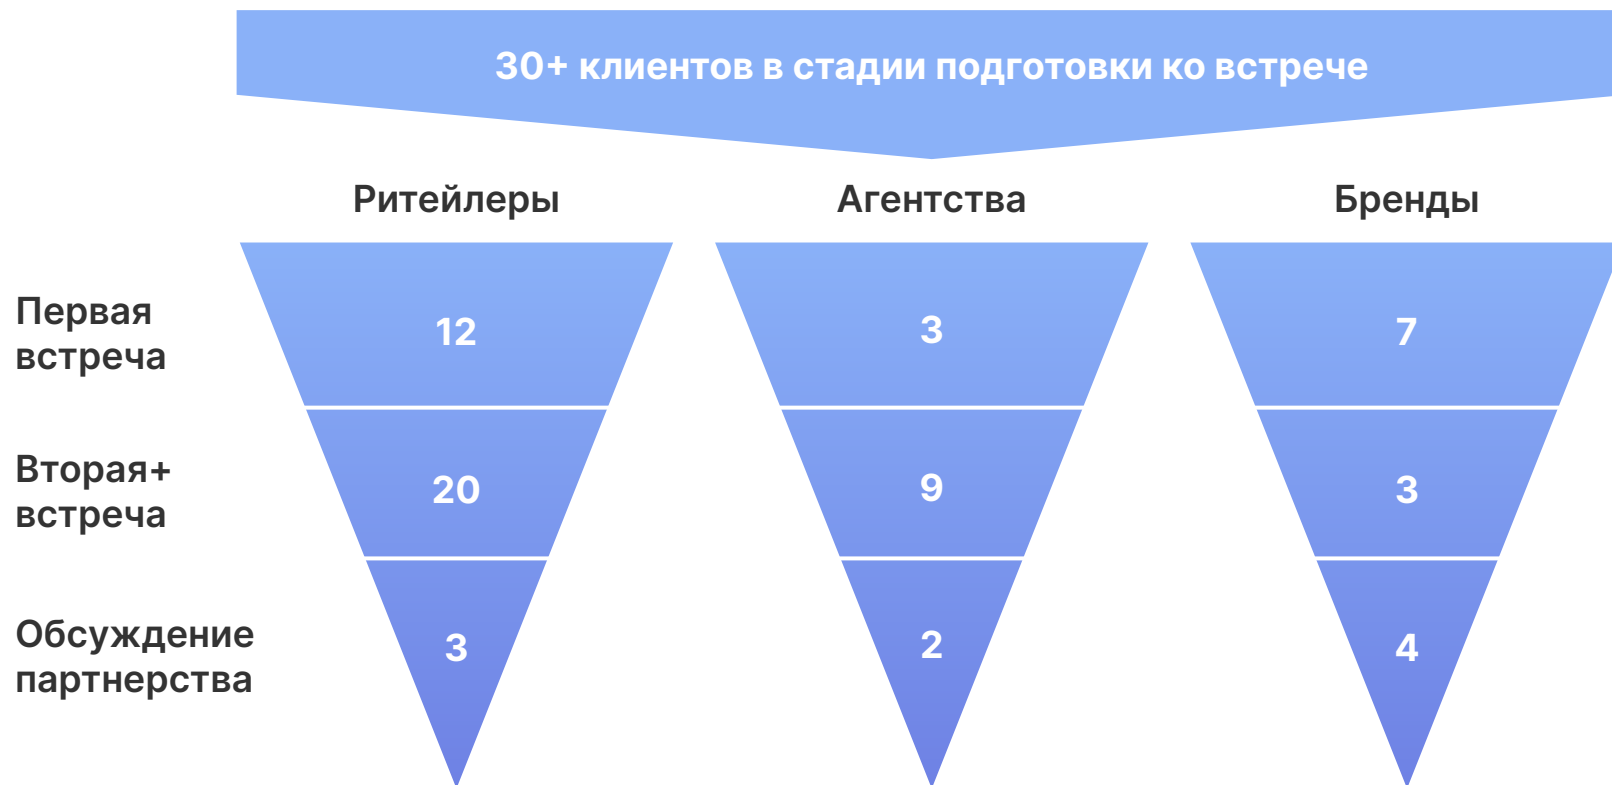 30+ клиентов в стадии подготовки ко встрече
Ритейлеры
Агентства
Бренды
Первая
встреча
12
3
7
Вторая+
встреча
20
9
3
Обсуждение
партнерства
3
2
4